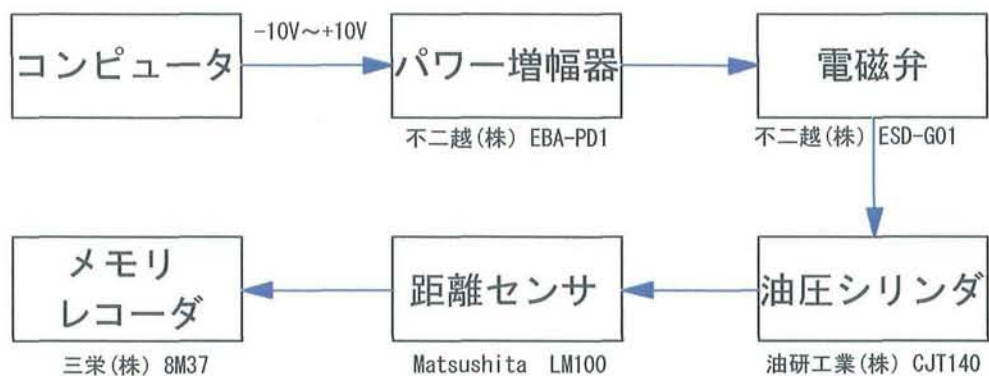 コンピュータ
-10V～+10V
パワー増幅器
不二越(株) EBA-PD1
電磁弁
不二越(株) ESD-G01
メモリ
レコーダ
三栄(株) 8M37
距離センサ
Matsushita LM100
油圧シリンダ
油研工業(株) CJT140